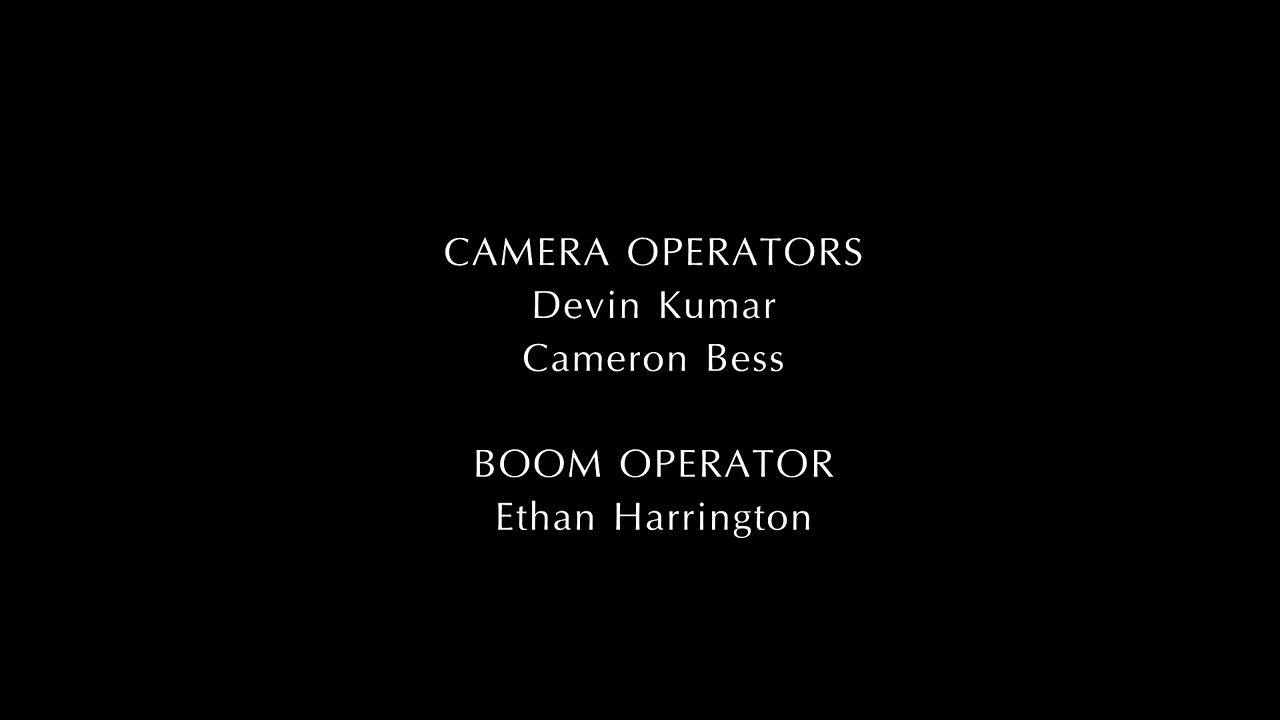 CAMERA OPERATORS
Devin Kumar
Cameron Bess
BOOM OPERATOR
Ethan Harrington